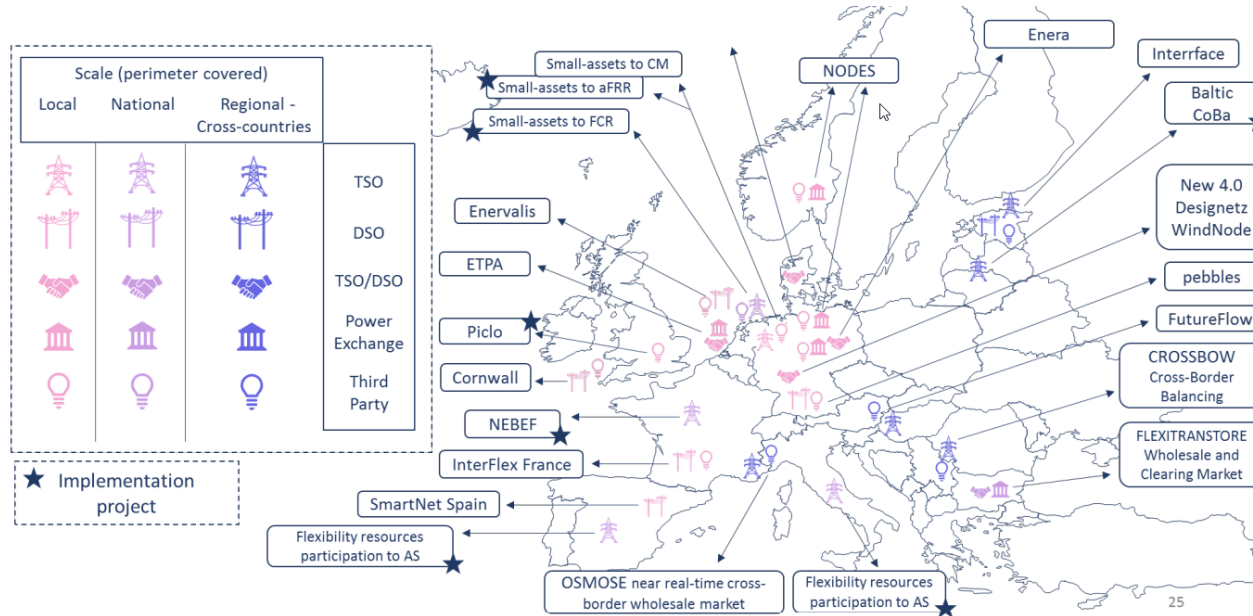 Scale (perimeter covered)
Local
National
Regional -
Cross-countries
TSO
DSO
TSO/DSO
Power
Exchange
Third
Party
Implementation
project
Small-assets to CM
Small-assets to aFRR
Small-assets to FCR
NODES
Enera
Interrface
Baltic
CoBa
New 4.0
Designetz
WindNode
pebbles
FutureFlow
CROSSBOW
Cross-Border
Balancing
FLEXITRANSTORE
Wholesale and
Clearing Market
Enervalis
ETPA
Piclo
Cornwall
NEBEF
InterFlex France
SmartNet Spain
Flexibility resources
participation to AS
OSMOSE near real-time cross-
border wholesale market
Flexibility resources
participation to AS
25